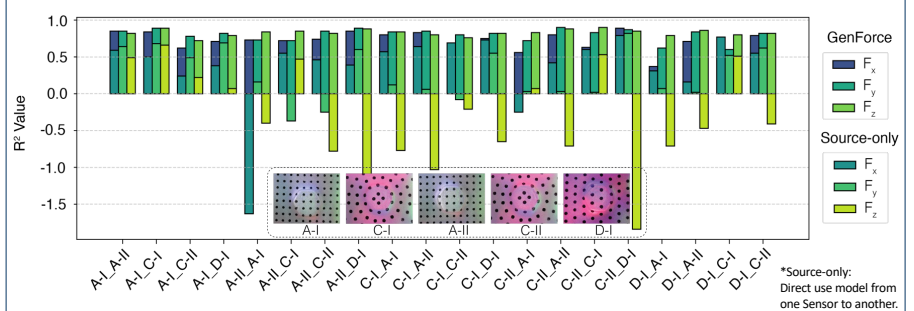 1.0
0.5
0.0
-0.5
-1.0
-1.5
R² Value
A-I_A-II
A-I_C-I
A-I_C-II
A-I_D-I
A-II_A-I
A-II_C-I
A-II_C-II
A-II_D-I
C-I_A-I
C-I_A-II
C-I_C-II
C-I_D-I
C-II_A-I
C-II_A-II
C-II_C-I
C-II_D-I
D-I_A-I
D-I_A-II
D-I_C-I
D-I_C-II
A-I
C-I
A-II
C-II
D-I
GenForce
Fx
Fy
Fz
Source-only
Fx
Fy
Fz
*Source-only:
Direct use model from
one Sensor to another.